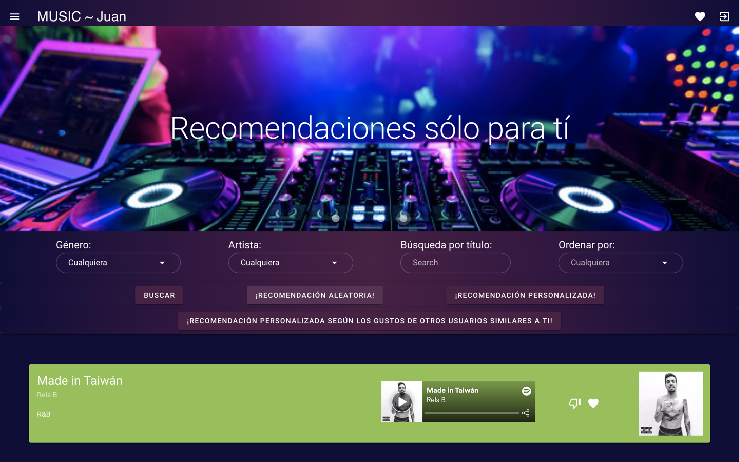 MUSIC ~ Juan
Recomendaciones sólo para tí
Género: Artista: Búsqueda por título: Ordenar por:
Cualquiera Cualquiera Search Cualquiera
BUSCAR ¡RECOMENDACIÓN ALEATORIA! ¡RECOMENDACIÓN PERSONALIZADA!
¡RECOMENDACIÓN PERSONALIZADA SEGÚN LOS GUSTOS DE OTROS USUARIOS SIMILARES A TI!
Made in Taiwán
Rels B
R&B
Made in Taiwán
Rels B